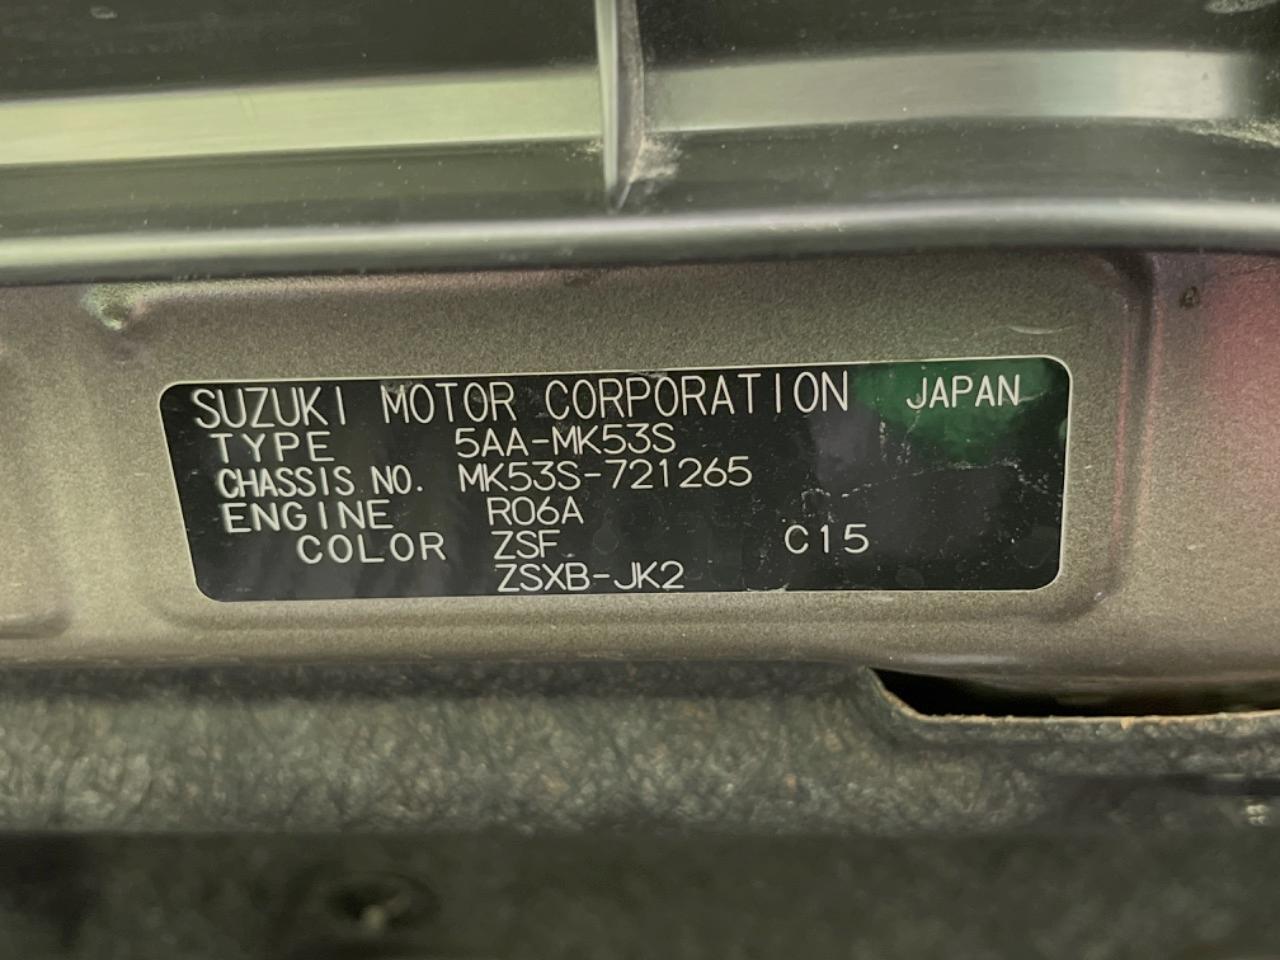 SUZUKI MOTOR CORPORATION JAPAN
TYPE 5AA-MK53S
CHASSIS NO. MK53S-721265
ENGINE R06A
COLOR ZSF C15
ZSXB-JK2